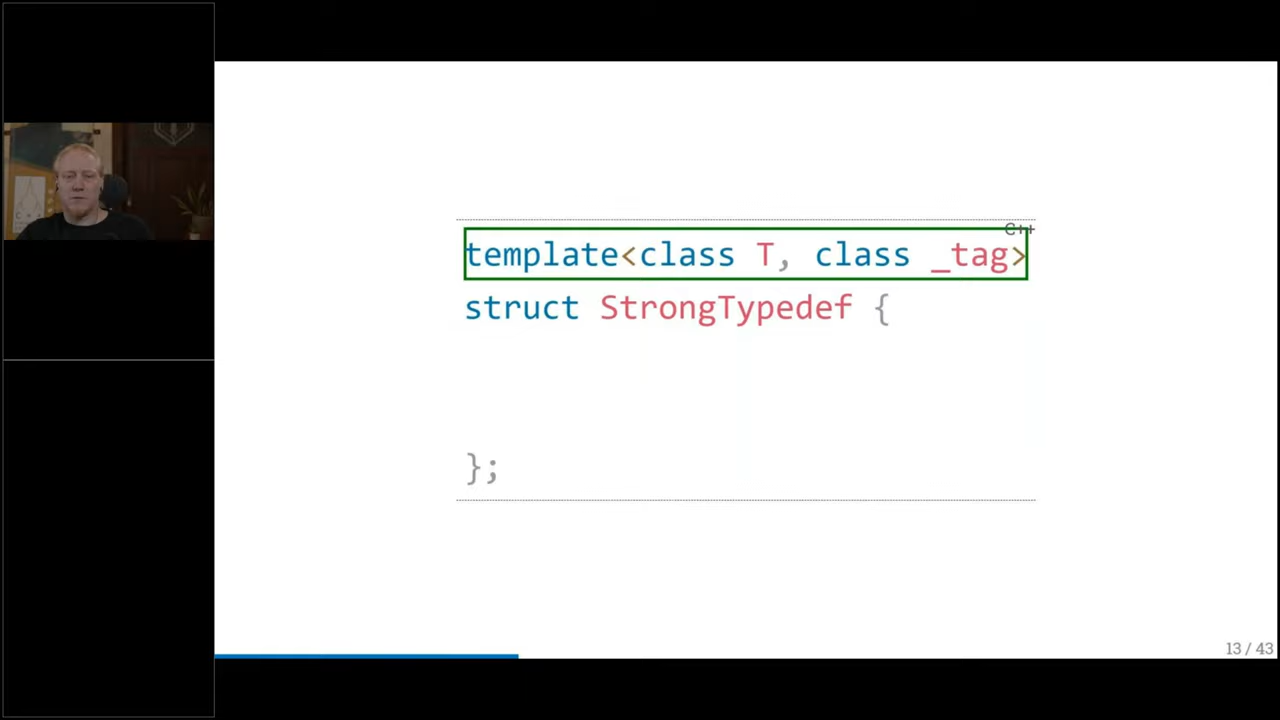 C++
template<class T, class _tag>
struct StrongTypedef {
};
13 / 43